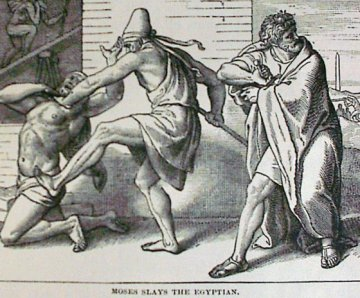 MOSES SLAYS THE EGYPTIAN.